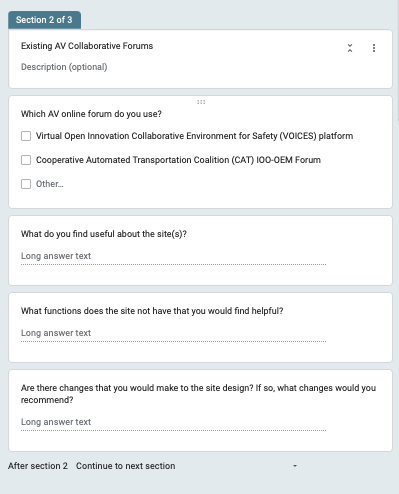 Section 2 of 3
Existing AV Collaborative Forums
Description (optional)
Which AV online forum do you use?
Virtual Open Innovation Collaborative Environment for Safety (VOICES) platform
Cooperative Automated Transportation Coalition (CAT) IOO-OEM Forum
Other...
What do you find useful about the site(s)?
Long answer text
What functions does the site not have that you would find helpful?
Long answer text
Are there changes that you would make to the site design? If so, what changes would you
recommend?
Long answer text
After section 2 Continue to next section